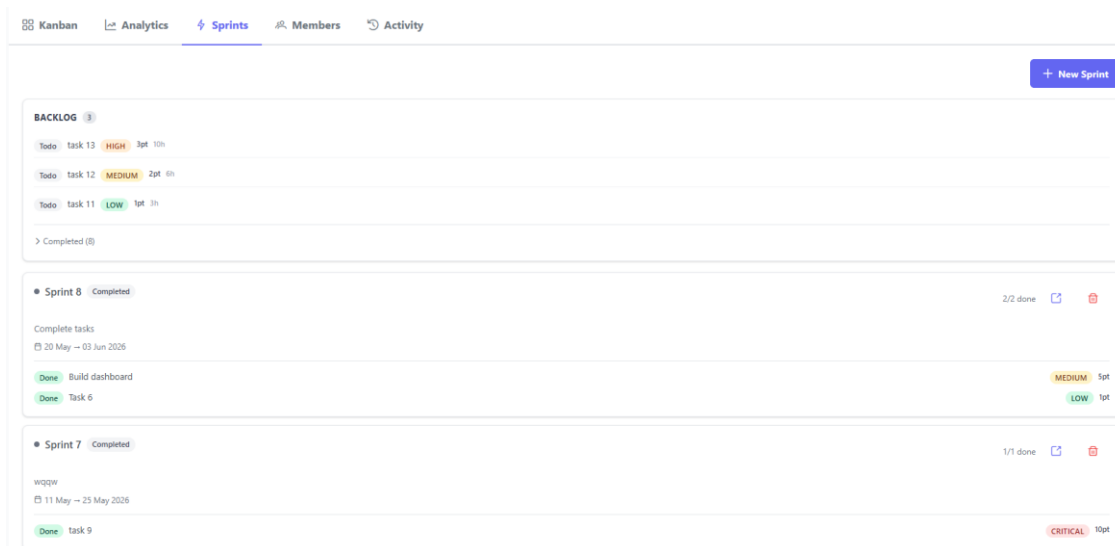 Kanban Analytics Sprints Members Activity
+ New Sprint
BACKLOG 3
Todo task 13 HIGH 3pt 10h
Todo task 12 MEDIUM 2pt 6h
Todo task 11 LOW 1pt 3h
> Completed (8)
Sprint 8 Completed
2/2 done
Complete tasks
20 May → 03 Jun 2026
Done Build dashboard MEDIUM 5pt
Done Task 6 LOW 1pt
Sprint 7 Completed
1/1 done
wqqw
11 May → 25 May 2026
Done task 9 CRITICAL 10pt